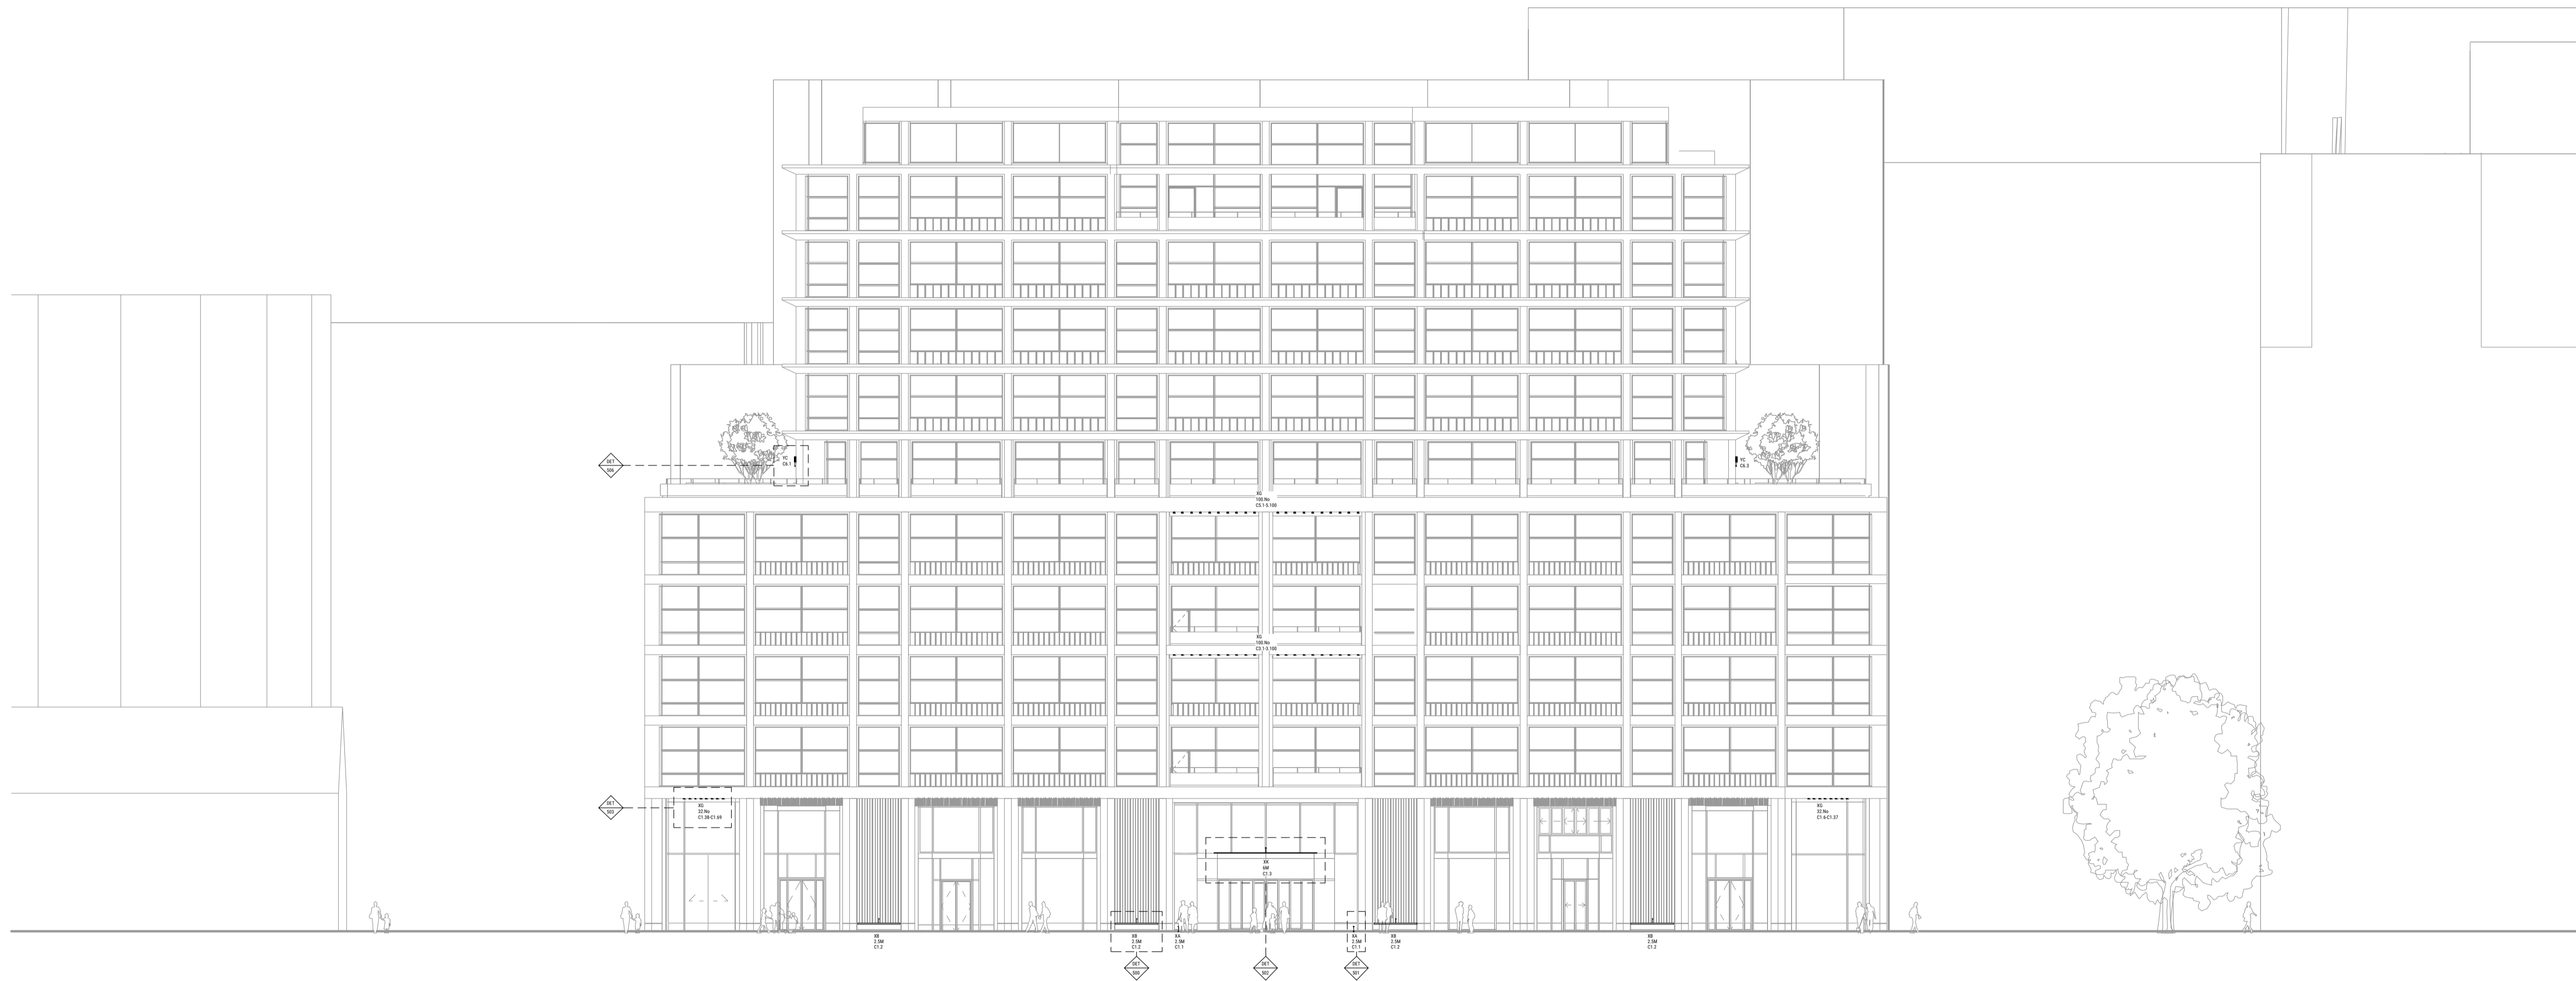 DET
506
YC
C6.1
YC
C6.3
XG
100.No
C5.1-5.100
XG
100.No
C3.1-3.100
DET
503
XG
32.No
C1.38-C1.69
XG
32.No
C1.6-C1.37
XK
6M
C1.3
XB
2.5M
C1.2
XB
2.5M
C1.2
XA
2.5M
C1.1
XA
2.5M
C1.1
XB
2.5M
C1.2
XB
2.5M
C1.2
DET
500
DET
502
DET
501